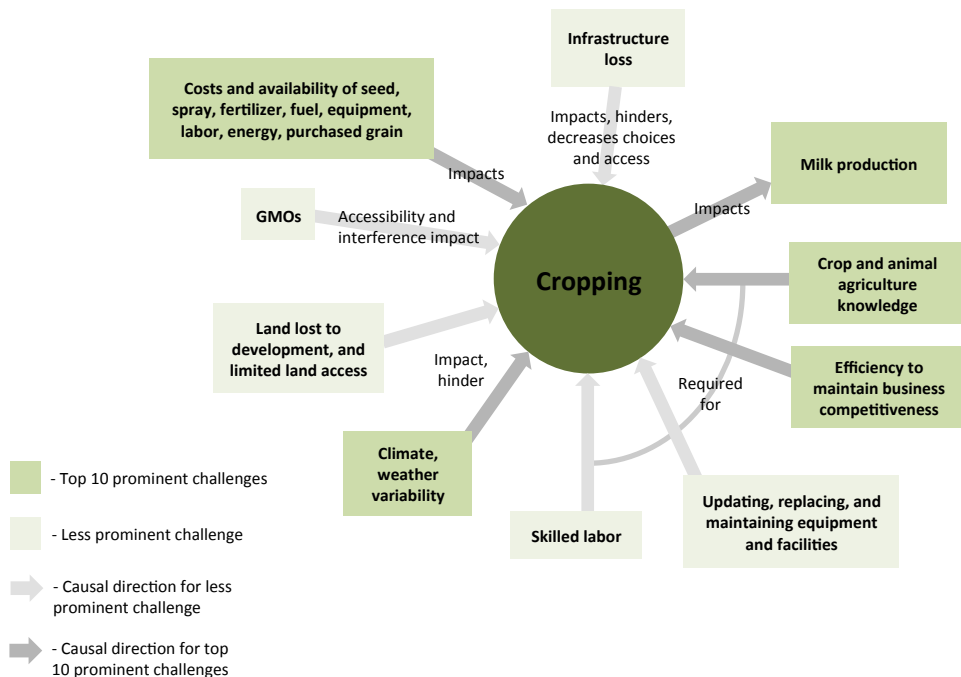 Infrastructure
loss
Costs and availability of seed,
spray, fertilizer, fuel, equipment,
labor, energy, purchased grain
Impacts, hinders,
decreases choices
and access
Milk production
Impacts
Impacts
GMOs
Accessibility and
interference impact
Cropping
Crop and animal
agriculture
knowledge
Land lost to
development, and
limited land access
Impact,
hinder
Efficiency to
maintain business
competitiveness
Required
for
Climate,
weather
variability
Skilled labor
Updating, replacing, and
maintaining equipment
and facilities
- Top 10 prominent challenges
- Less prominent challenge
- Causal direction for less
prominent challenge
- Causal direction for top
10 prominent challenges